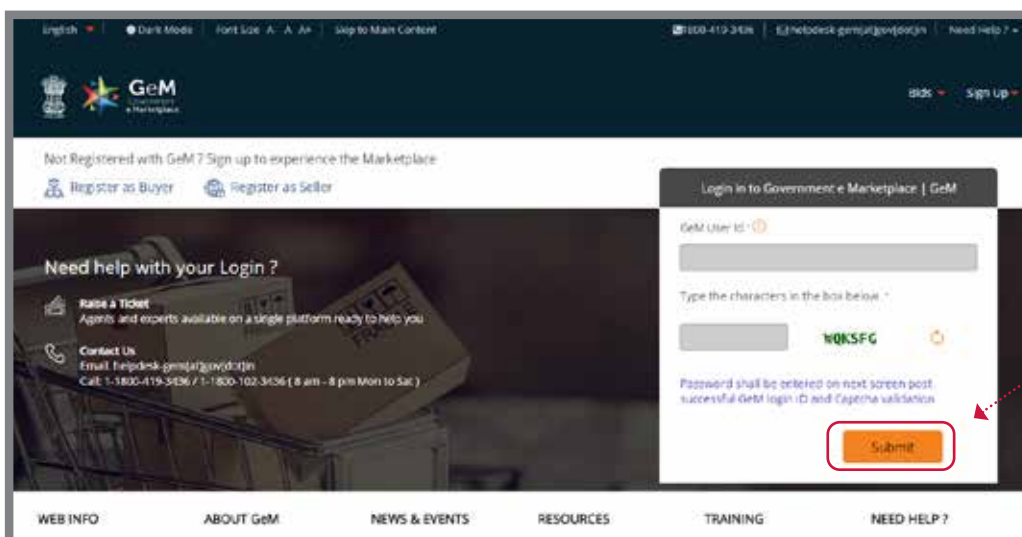 English Dark Mode Font Size A- A A+ Skip to Main Content 1800-419-3436 helpdesk-gem[at]gov[dot]in Need Help ?
GeM
Government
e Marketplace
Bids Sign Up
Not Registered with GeM ? Sign up to experience the Marketplace
Register as Buyer Register as Seller
Login in to Government e Marketplace | GeM
GeM User Id *
Need help with your Login ?
Raise a Ticket
Agents and experts available on a single platform ready to help you
Type the characters in the box below *
WQKSFG
Contact Us
Email: helpdesk-gem[at]gov[dot]in
Call: 1-1800-419-3436 / 1-1800-102-3436 ( 8 am - 8 pm Mon to Sat )
Password shall be entered on next screen post
successful GeM login ID and Captcha validation
Submit
WEB INFO ABOUT GeM NEWS & EVENTS RESOURCES TRAINING NEED HELP ?